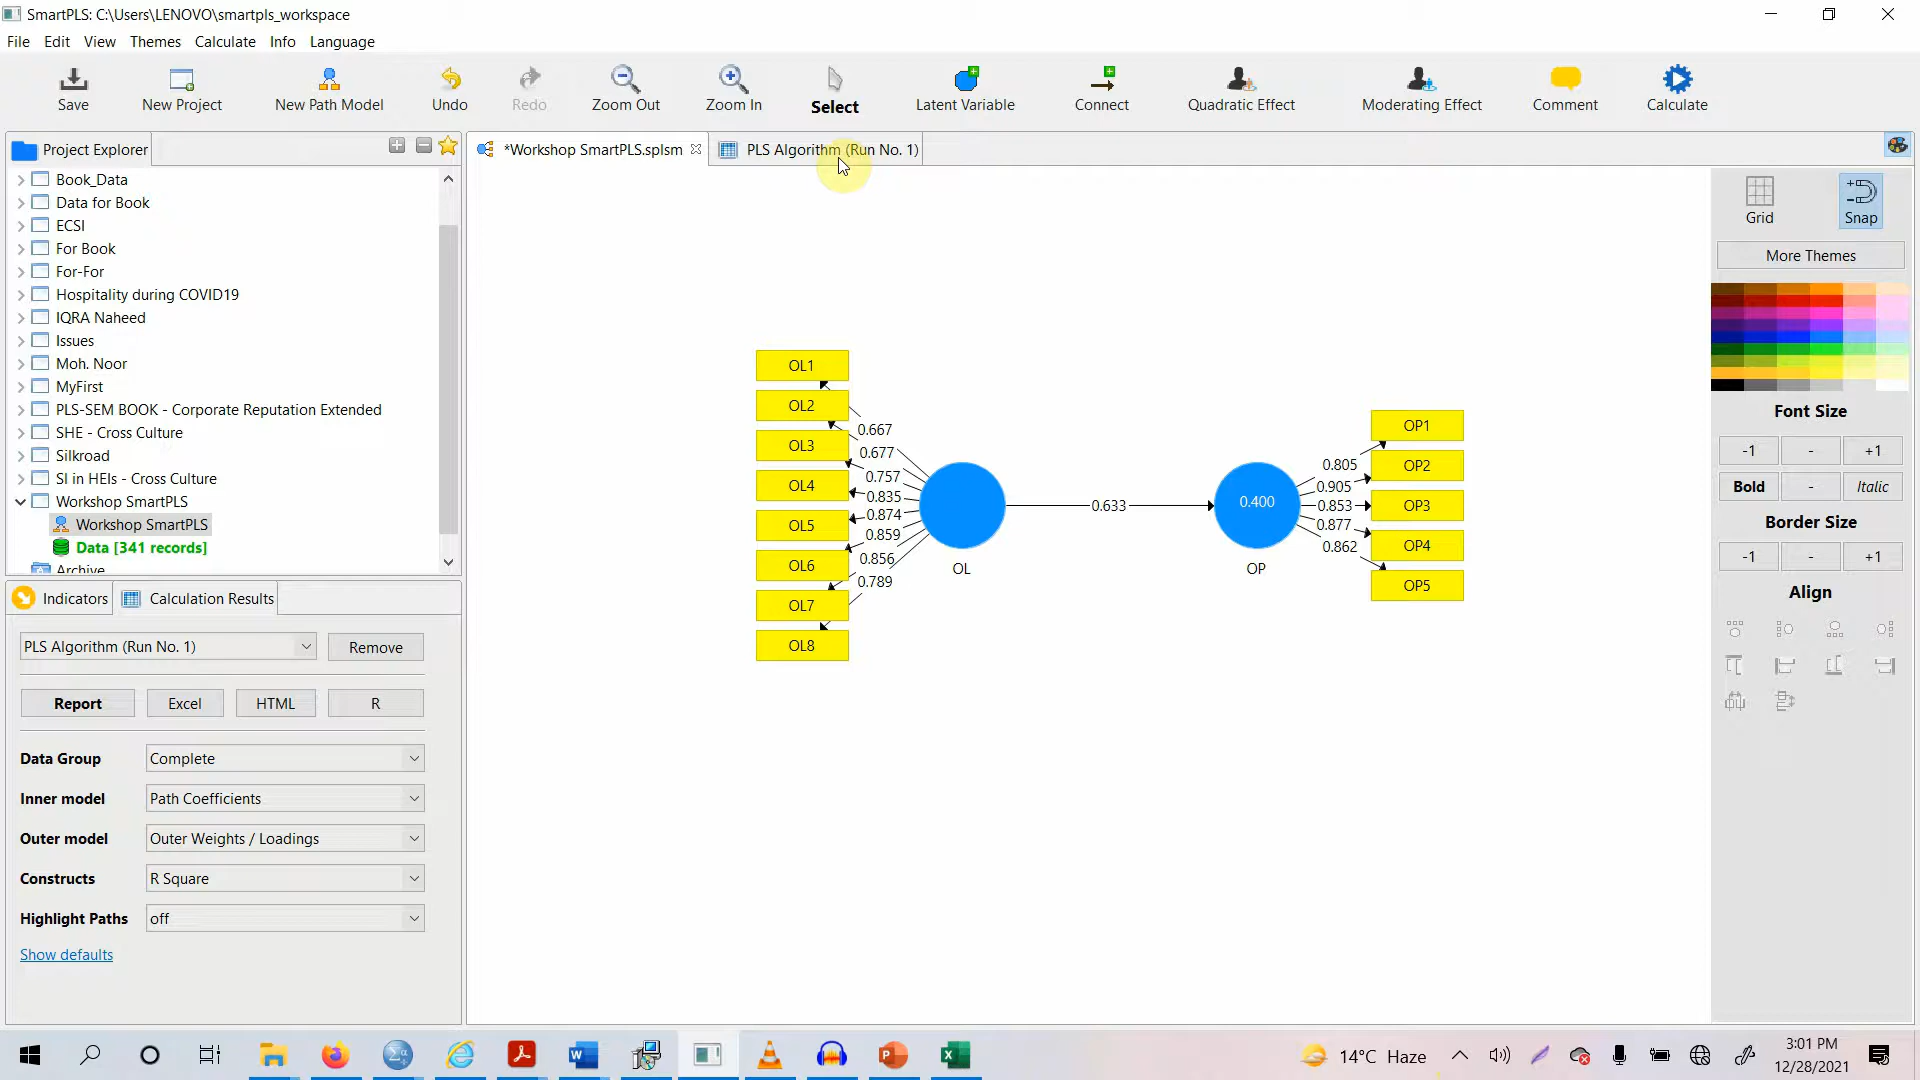 SmartPLS: C:\Users\LENOVO\smartpls_workspace
File Edit View Themes Calculate Info Language
Save New Project New Path Model Undo Redo Zoom Out Zoom In Select Latent Variable Connect Quadratic Effect Moderating Effect Comment Calculate
Project Explorer
*Workshop SmartPLS.splsm PLS Algorithm (Run No. 1)
Book_Data
Data for Book
ECSI
For Book
For-For
Hospitality during COVID19
IQRA Naheed
Issues
Moh. Noor
MyFirst
PLS-SEM BOOK - Corporate Reputation Extended
SHE - Cross Culture
Silkroad
SI in HEIs - Cross Culture
Workshop SmartPLS
Workshop SmartPLS
Data [341 records]
Archive
Indicators Calculation Results
PLS Algorithm (Run No. 1) Remove
Report Excel HTML R
Data Group Complete
Inner model Path Coefficients
Outer model Outer Weights / Loadings
Constructs R Square
Highlight Paths off
Show defaults
OL1
OL2
OL3
OL4
OL5
OL6
OL7
OL8
0.667
0.677
0.757
0.835
0.874
0.859
0.856
0.789
OL
0.633
0.400
OP
0.805
0.905
0.853
0.877
0.862
OP1
OP2
OP3
OP4
OP5
Grid Snap
More Themes
Font Size
-1 - +1
Bold - Italic
Border Size
-1 - +1
Align
14°C Haze
3:01 PM
12/28/2021